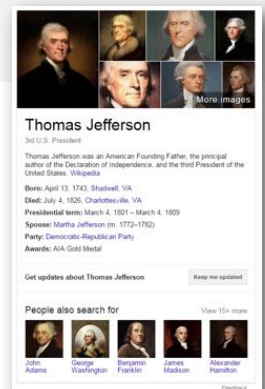 More images
Thomas Jefferson
3rd U.S. President
Thomas Jefferson was an American Founding Father, the principal
author of the Declaration of Independence, and the third President of the
United States. Wikipedia
Born: April 13, 1743, Shadwell, VA
Died: July 4, 1826, Charlottesville, VA
Presidential term: March 4, 1801 – March 4, 1809
Spouse: Martha Jefferson (m. 1772–1782)
Party: Democratic-Republican Party
Awards: AIA Gold Medal
Get updates about Thomas Jefferson
Keep me updated
People also search for
View 15+ more
John
Adams
George
Washington
Benjamin
Franklin
James
Madison
Alexander
Hamilton
Feedback